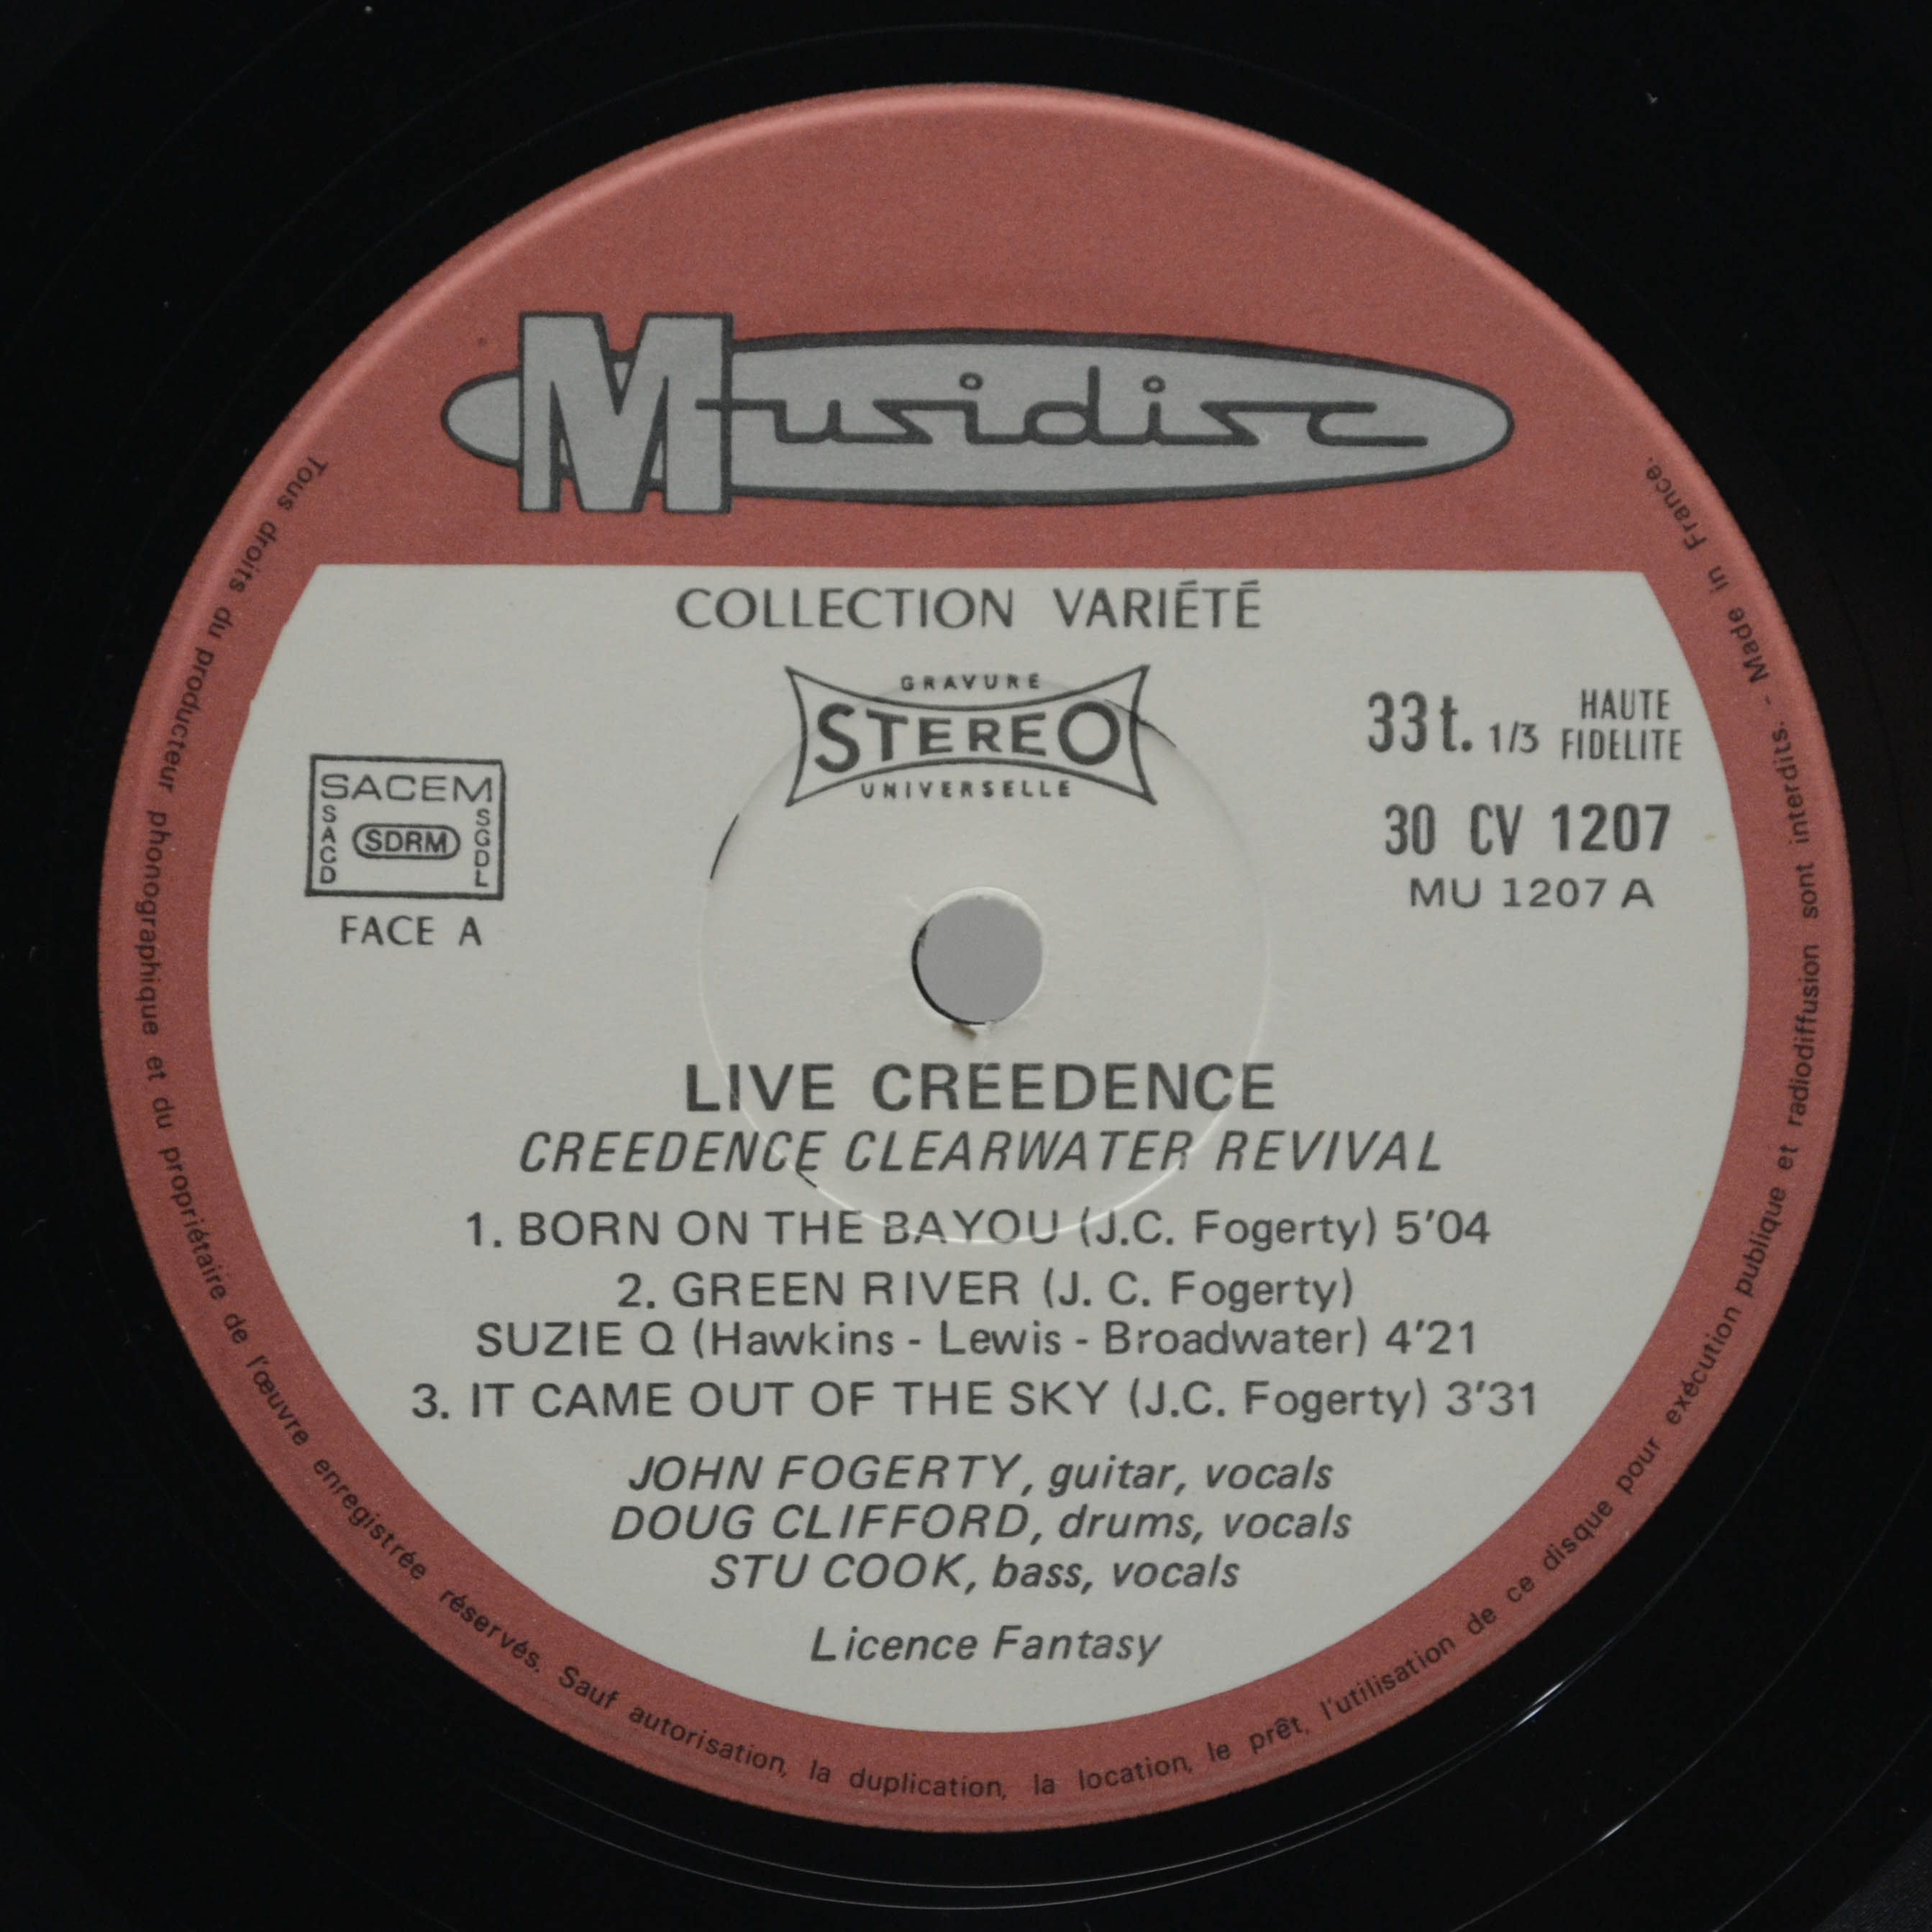 Musidisc
COLLECTION VARIÉTÉ
GRAVURE
STEREO
UNIVERSELLE
33 t. 1/3 HAUTE FIDELITE
30 CV 1207
MU 1207 A
SACEM
SACD
SDRM
SGDL
FACE A
LIVE CREEDENCE
CREEDENCE CLEARWATER REVIVAL
1. BORN ON THE BAYOU (J.C. Fogerty) 5'04
2. GREEN RIVER (J. C. Fogerty)
SUZIE Q (Hawkins - Lewis - Broadwater) 4'21
3. IT CAME OUT OF THE SKY (J.C. Fogerty) 3'31
JOHN FOGERTY, guitar, vocals
DOUG CLIFFORD, drums, vocals
STU COOK, bass, vocals
Licence Fantasy
Tous droits du producteur phonographique et du propriétaire de l'œuvre enregistrée réservés. Sauf autorisation, la duplication, la location, le prêt, l'utilisation de ce disque pour exécution publique et radiodiffusion sont interdits. - Made in France.